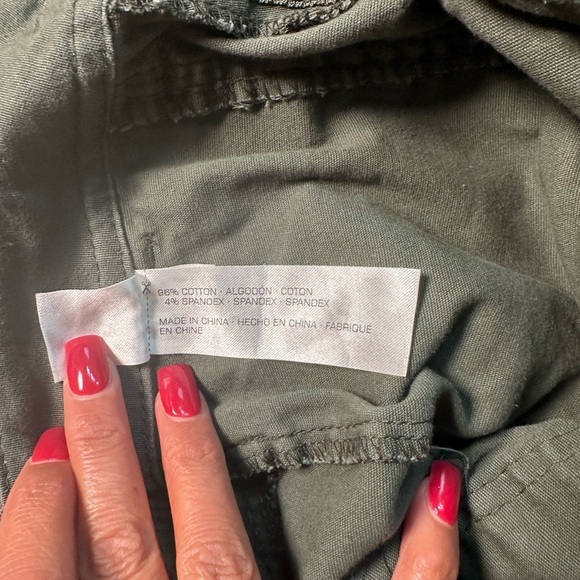 96% COTTON · ALGODÓN · COTON
4% SPANDEX · SPANDEX · SPANDEX
MADE IN CHINA · HECHO EN CHINA · FABRIQUE
EN CHINE